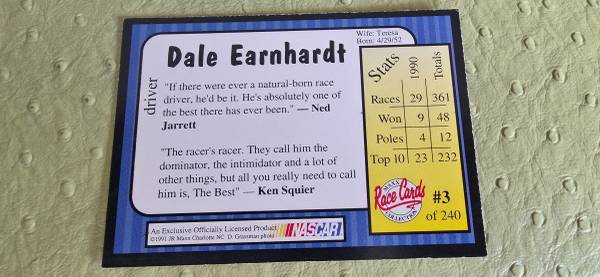 Wife: Teresa
Born: 4/29/52
Dale Earnhardt
driver
"If there were ever a natural-born race
driver, he'd be it. He's absolutely one of
the best there has ever been." — Ned
Jarrett
"The racer's racer. They call him the
dominator, the intimidator and a lot of
other things, but all you really need to call
him is, The Best" — Ken Squier
Stats 1990 Totals
Races 29 361
Won 9 48
Poles 4 12
Top 10 23 232
MAXX
Race Cards
COLLECTION
#3
of 240
An Exclusive Officially Licensed Product
©1991 JR Maxx Charlotte NC D. Grassman photo
NASCAR